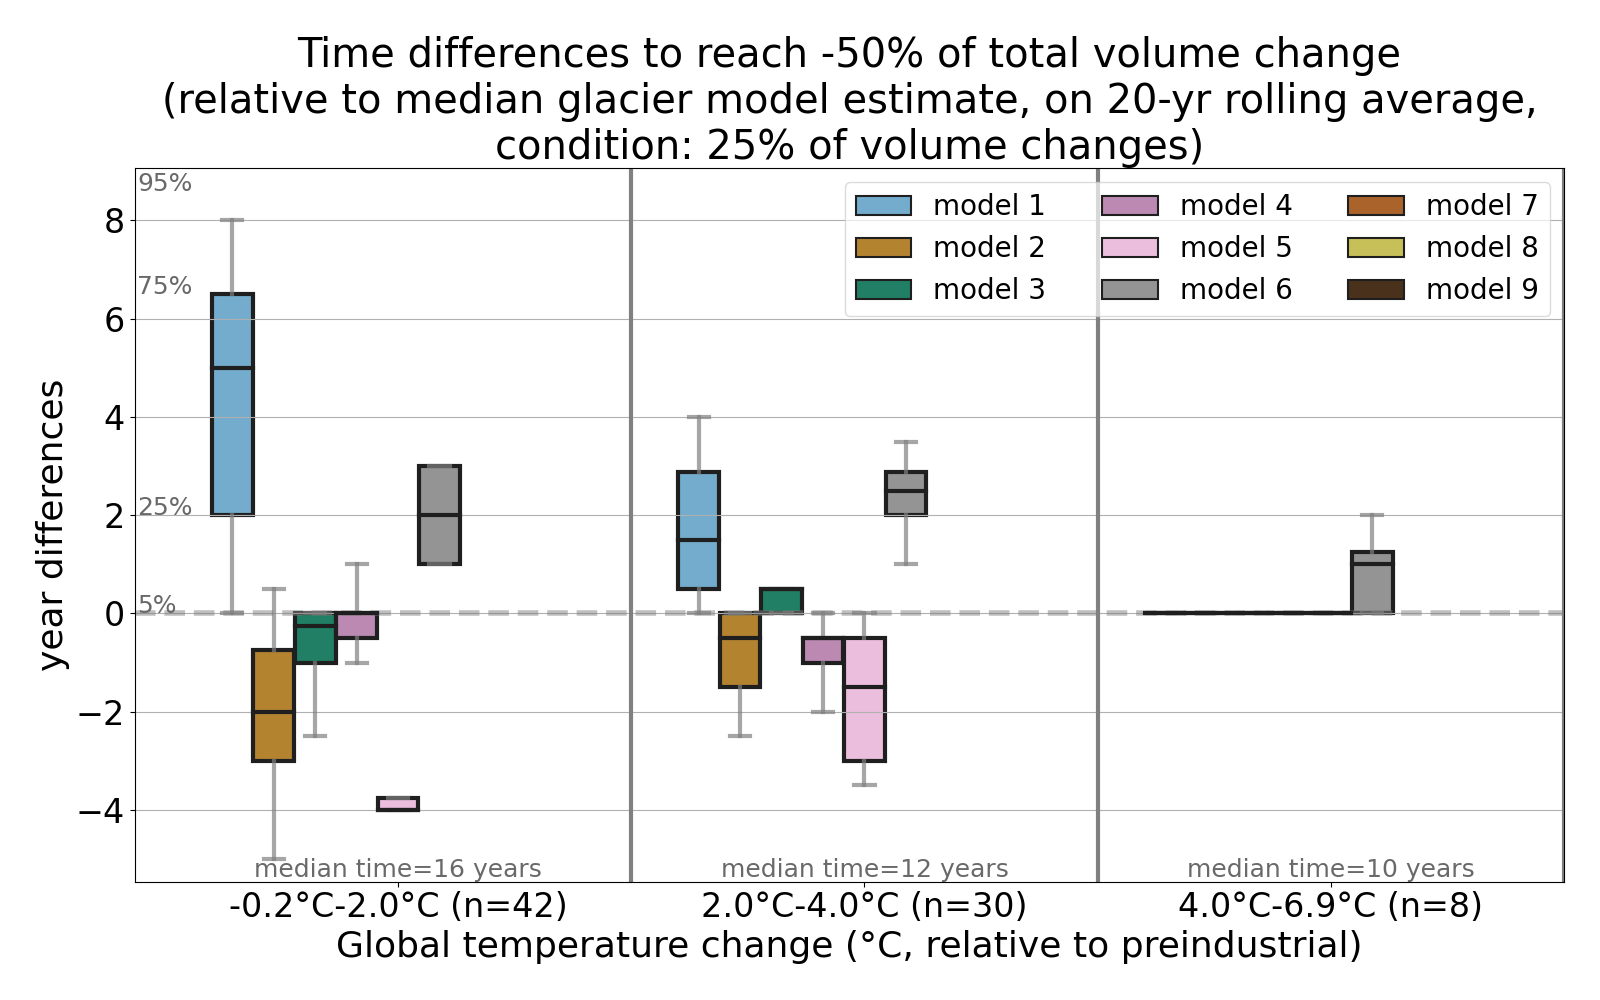 Time differences to reach -50% of total volume change
(relative to median glacier model estimate, on 20-yr rolling average,
condition: 25% of volume changes)
95%
75%
25%
5%
8
6
4
2
0
−2
−4
year differences
model 1
model 2
model 3
model 4
model 5
model 6
model 7
model 8
model 9
median time=16 years
median time=12 years
median time=10 years
-0.2°C-2.0°C (n=42)
2.0°C-4.0°C (n=30)
4.0°C-6.9°C (n=8)
Global temperature change (°C, relative to preindustrial)